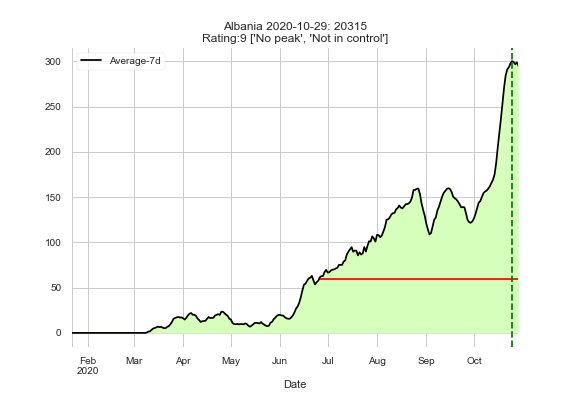 Albania 2020-10-29: 20315
Rating:9 ['No peak', 'Not in control']
Average-7d
300
250
200
150
100
50
0
Feb Mar Apr May Jun Jul Aug Sep Oct
2020
Date